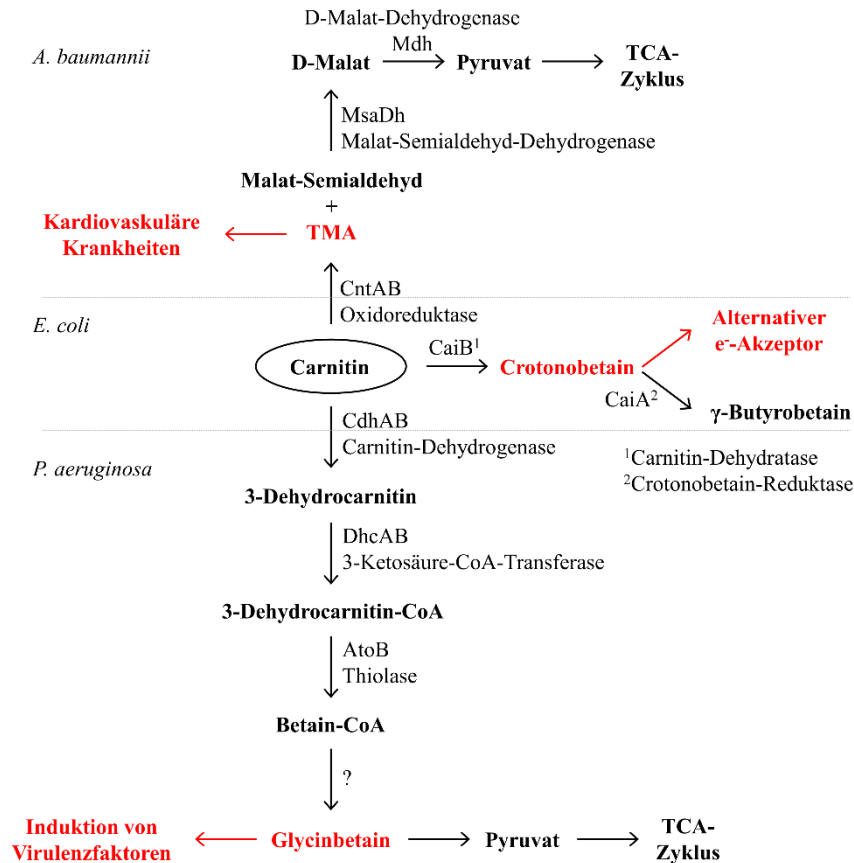 D-Malat-Dehydrogenase
A. baumannii
Mdh
D-Malat
Pyruvat
TCA-
Zyklus
MsaDh
Malat-Semialdehyd-Dehydrogenase
Malat-Semialdehyd
+
Kardiovaskuläre
Krankheiten
TMA
CntAB
Oxidoreduktase
E. coli
Carnitin
CaiB¹
Crotonobetain
Alternativer
e⁻-Akzeptor
CaiA²
γ-Butyrobetain
CdhAB
Carnitin-Dehydrogenase
P. aeruginosa
¹Carnitin-Dehydratase
²Crotonobetain-Reduktase
3-Dehydrocarnitin
DhcAB
3-Ketosäure-CoA-Transferase
3-Dehydrocarnitin-CoA
AtoB
Thiolase
Betain-CoA
?
Induktion von
Virulenzfaktoren
Glycinbetain
Pyruvat
TCA-
Zyklus